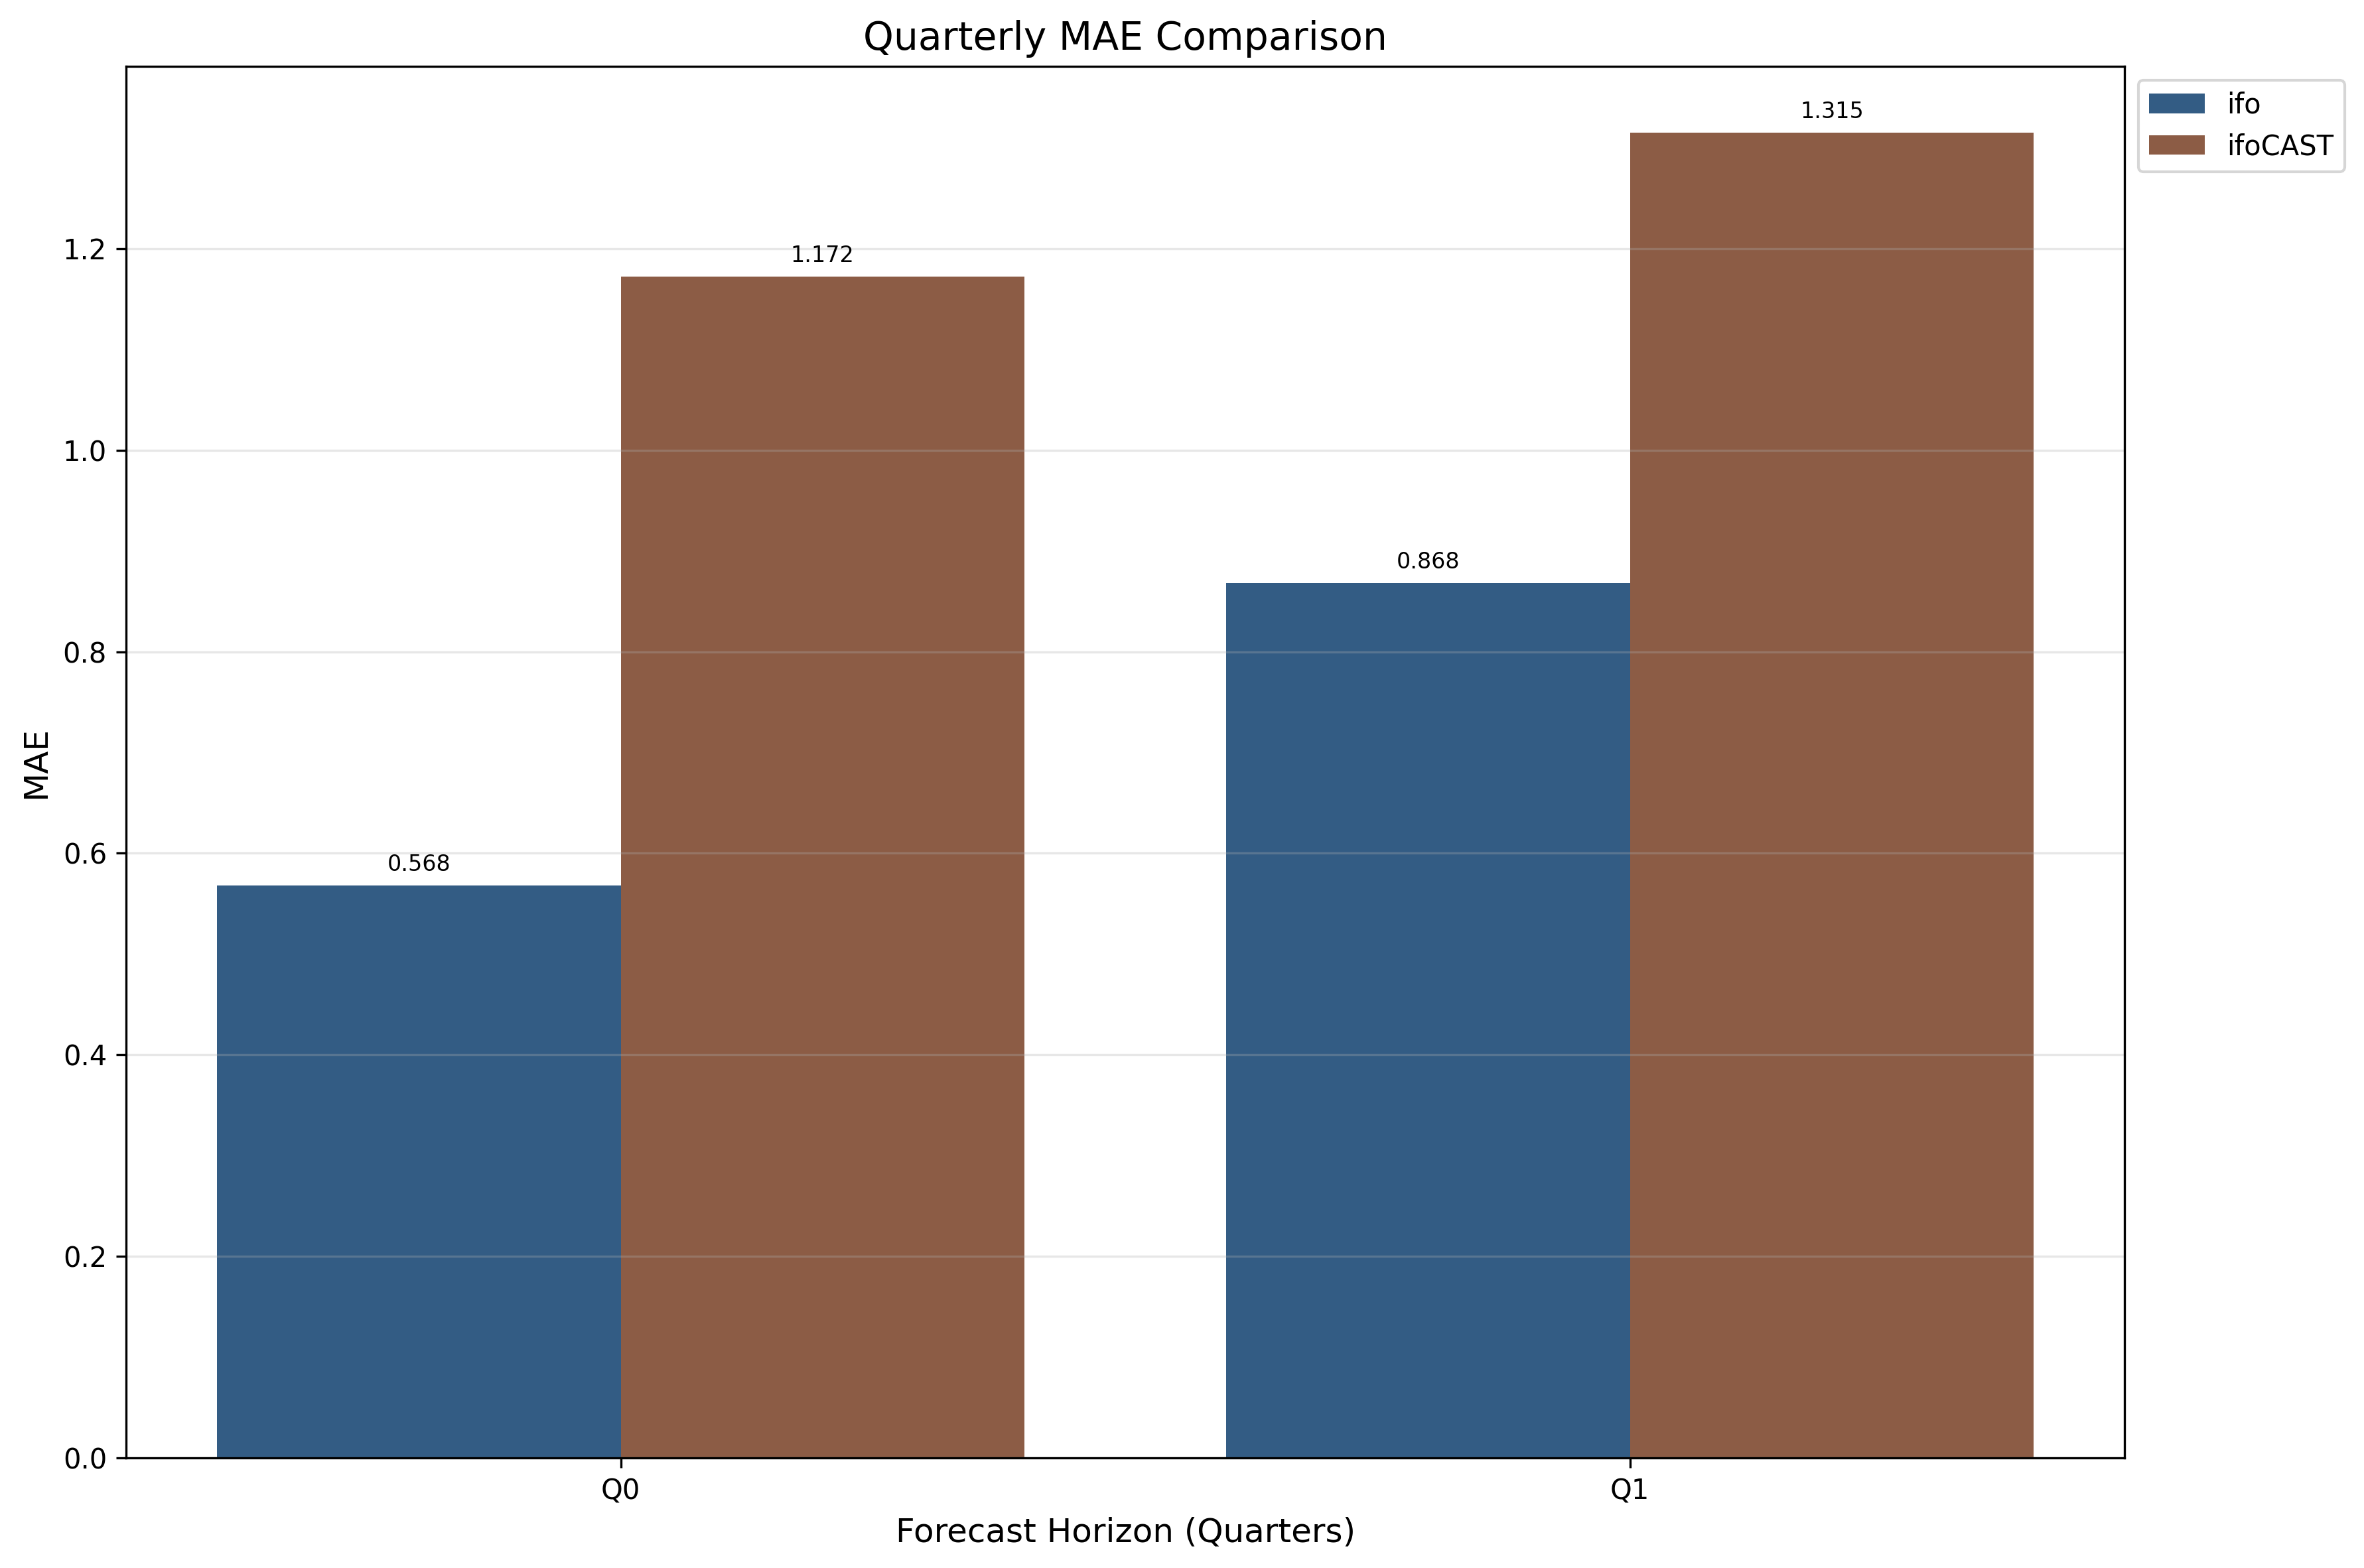 Quarterly MAE Comparison
ifo
ifoCAST
1.315
1.172
0.868
0.568
MAE
1.2
1.0
0.8
0.6
0.4
0.2
0.0
Q0
Q1
Forecast Horizon (Quarters)